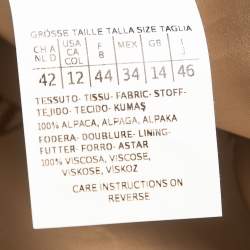 GRÖSSE TAILLE TALLA SIZE TAGLIA
CH A NL D USA CA COL F B MEX GB I J
42 12 44 34 14 46
TESSUTO- TISSU- FABRIC- STOFF-
TEJIDO- TECIDO- KUMAŞ
100% ALPACA, ALPAGA, ALPAKA
FODERA- DOUBLURE- LINING-
FUTTER- FORRO- ASTAR
100% VISCOSA, VISCOSE,
VISKOSE, VISKOZ
CARE INSTRUCTIONS ON
REVERSE